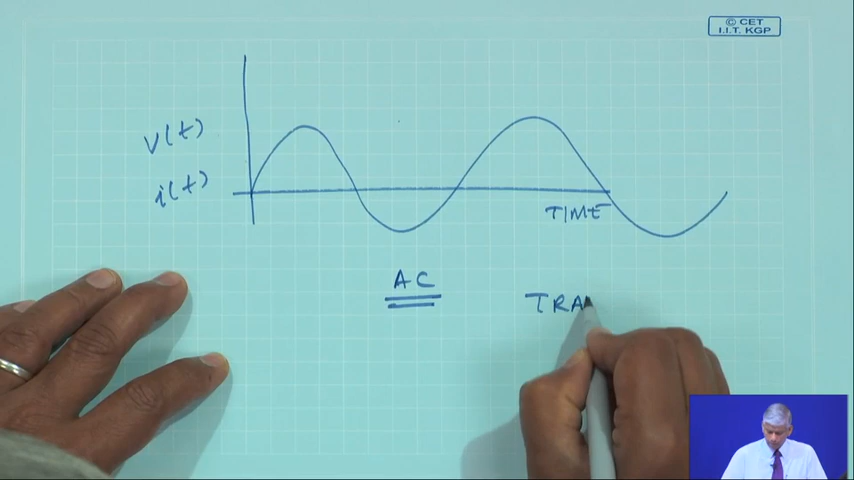 © CET
I.I.T. KGP
v(t)
i(t)
TIME
AC
TRA